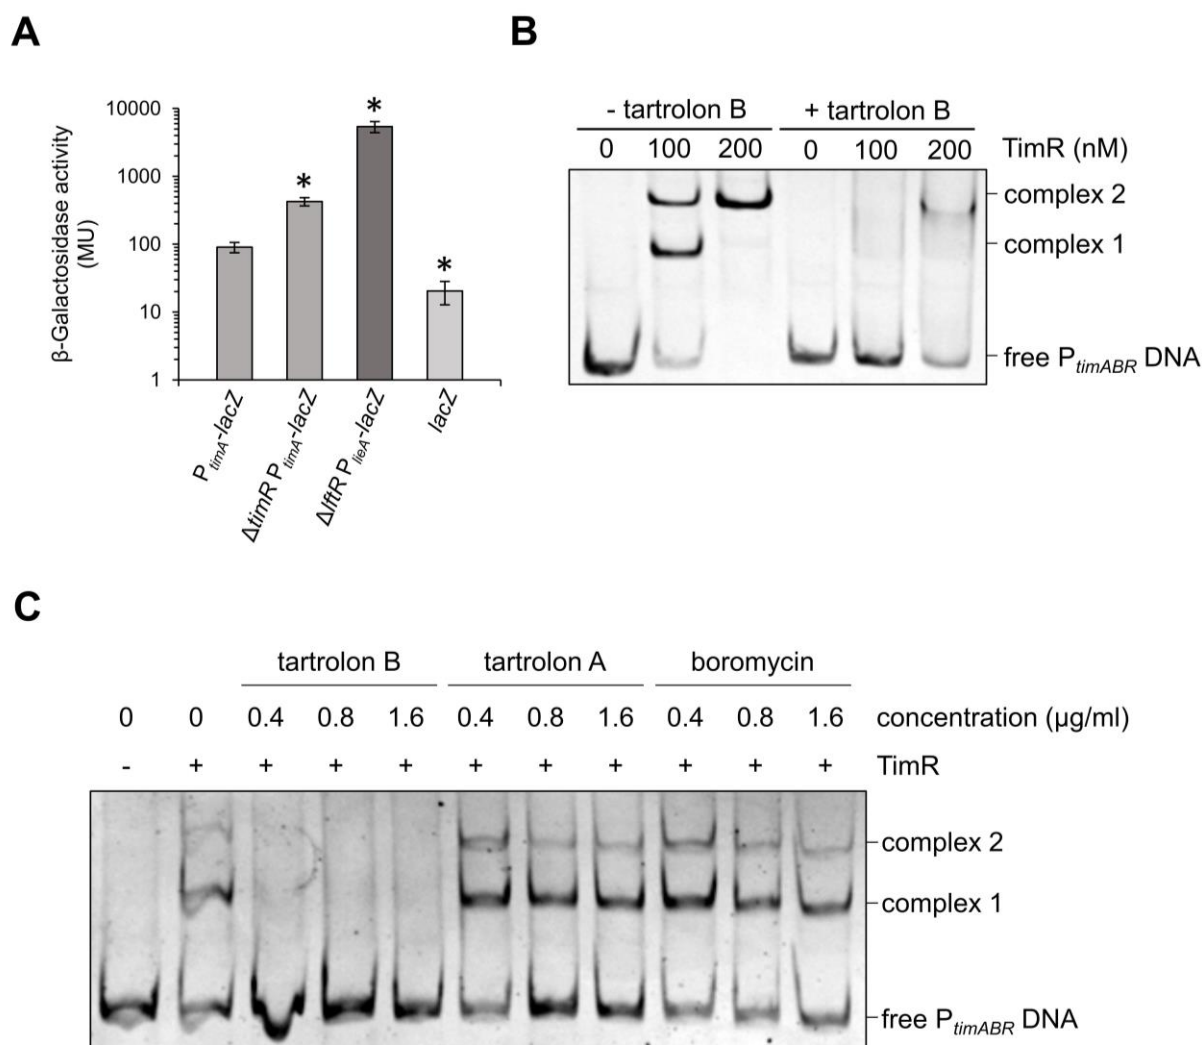 A
β-Galactosidase activity
(MU)
10000
1000
100
10
1
*
*
*
PtimA-lacZ
ΔtimR PtimA-lacZ
ΔlftR PlieA-lacZ
lacZ
B
- tartrolon B + tartrolon B
0 100 200 0 100 200 TimR (nM)
complex 2
complex 1
free PtimABR DNA
C
tartrolon B tartrolon A boromycin
0 0 0.4 0.8 1.6 0.4 0.8 1.6 0.4 0.8 1.6 concentration (µg/ml)
- + + + + + + + + + + TimR
complex 2
complex 1
free PtimABR DNA